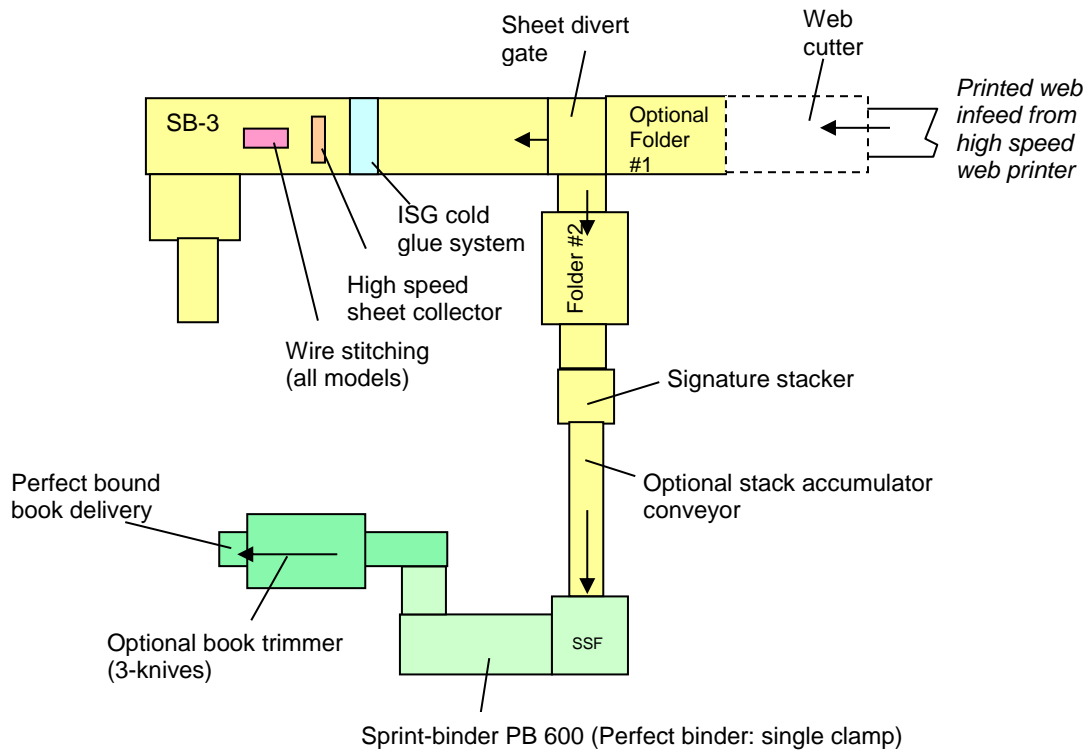 Sheet divert
gate
Web
cutter
Printed web
infeed from
high speed
web printer
SB-3
Optional
Folder
#1
ISG cold
glue system
High speed
sheet collector
Wire stitching
(all models)
Folder #2
Signature stacker
Optional stack accumulator
conveyor
Perfect bound
book delivery
Optional book trimmer
(3-knives)
SSF
Sprint-binder PB 600 (Perfect binder: single clamp)